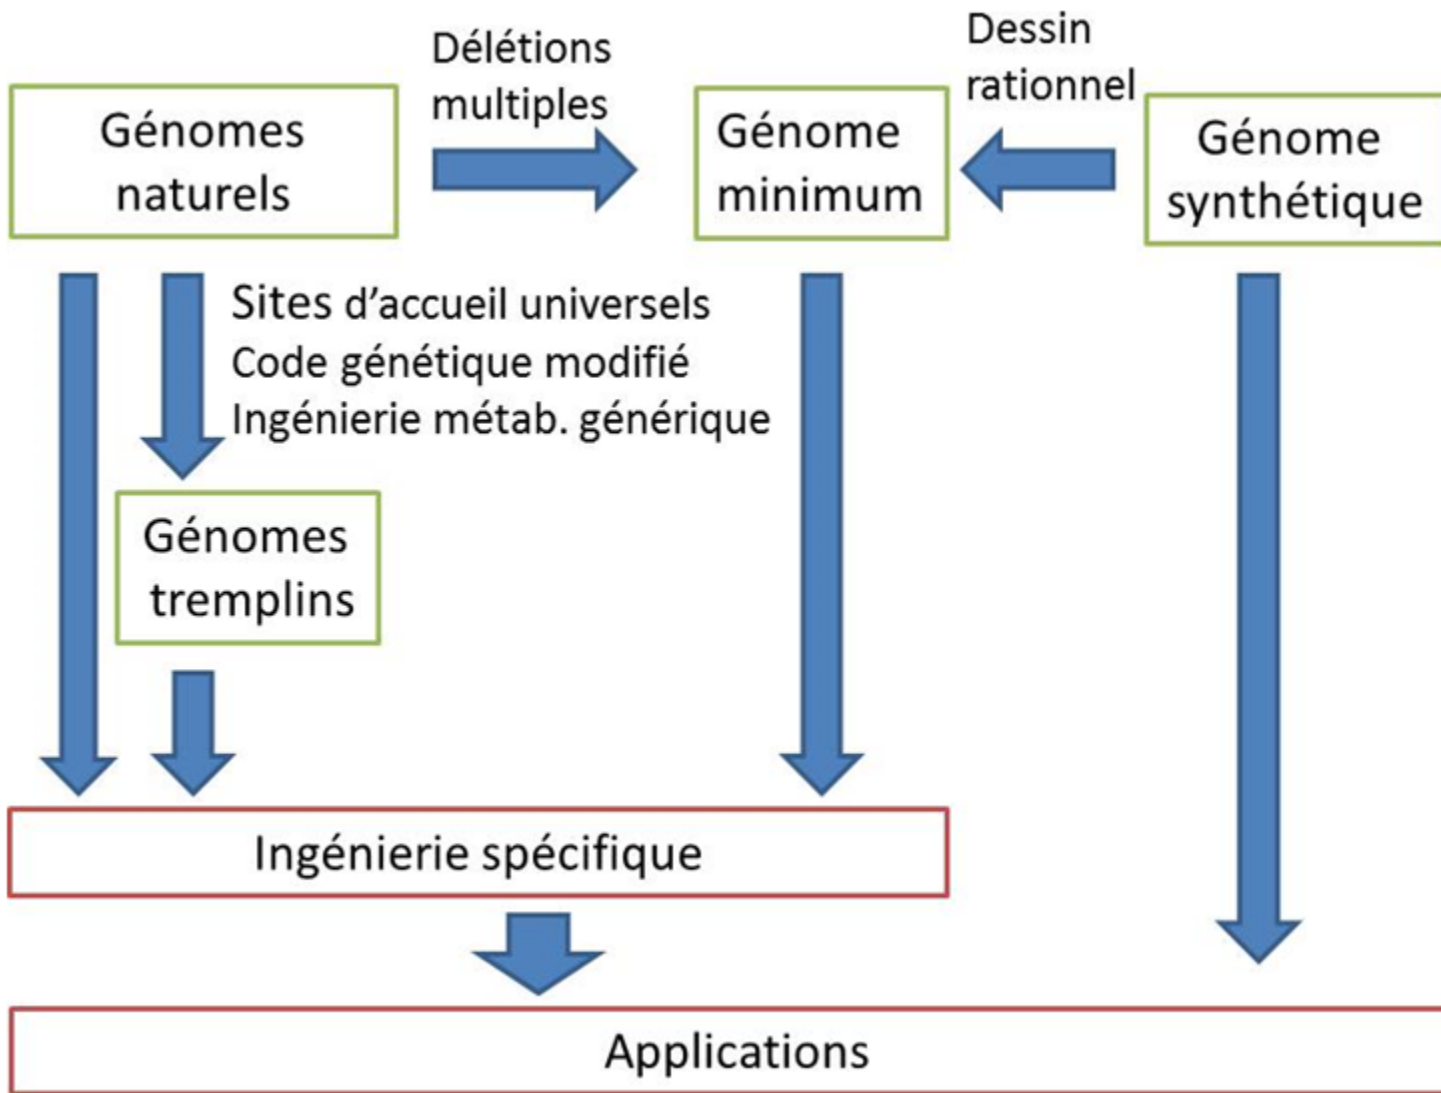 Délétions
multiples
Dessin
rationnel
Génomes
naturels
Génome
minimum
Génome
synthétique
Sites d’accueil universels
Code génétique modifié
Ingénierie métab. générique
Génomes
tremplins
Ingénierie spécifique
Applications